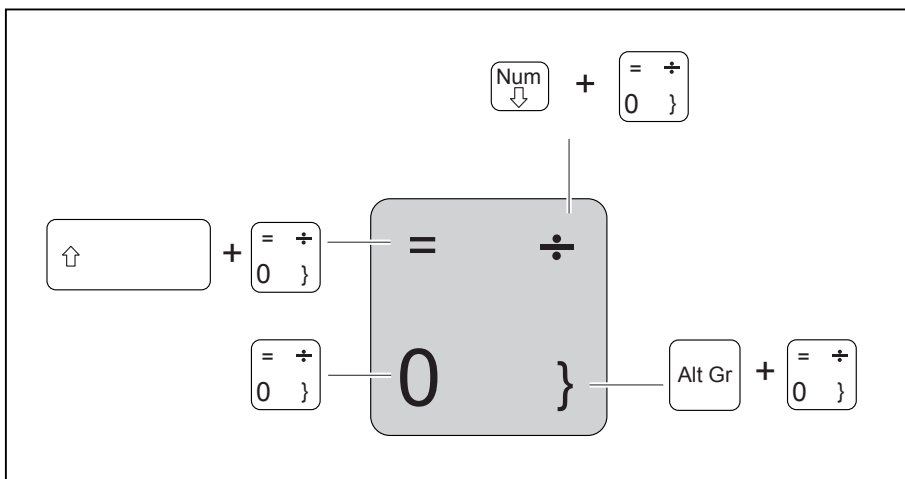 Num + = ÷
0 }
+ = ÷
0 }
= ÷
0 }
= ÷
0 }
Alt Gr + = ÷
0 }